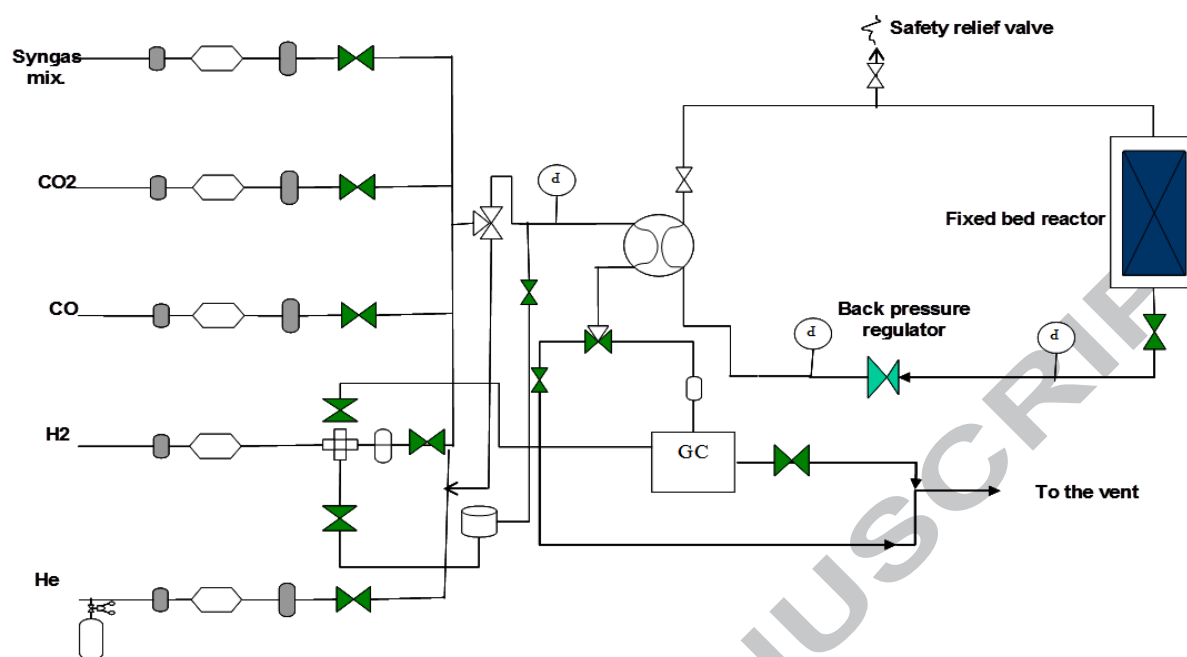 Safety relief valve
Syngas
mix.
CO2
P
Fixed bed reactor
CO
Back pressure
regulator
P
P
H2
GC
To the vent
He
USCRIP